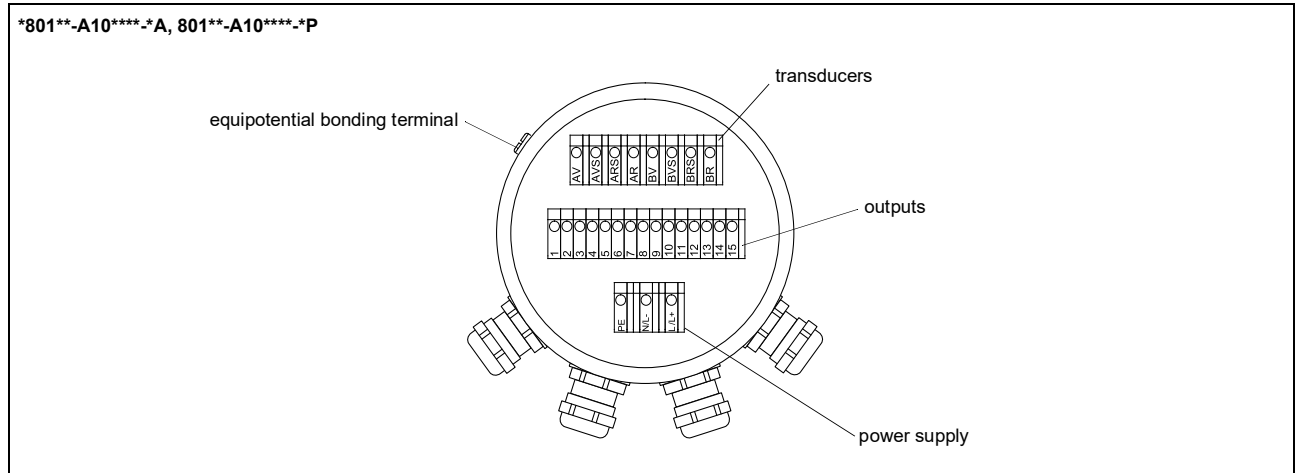 *801**-A10****-*A, 801**-A10****-*P
transducers
equipotential bonding terminal
AV AVS ARS AR BV BVS BRS BR
outputs
1 2 3 4 5 6 7 8 9 10 11 12 13 14 15
PE N/L- L/L+
power supply